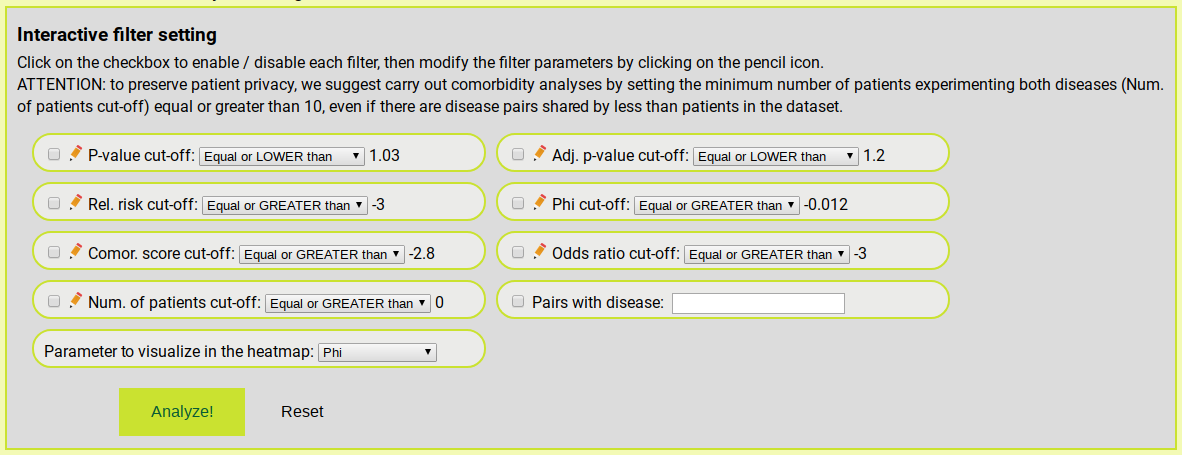 Interactive filter setting
Click on the checkbox to enable / disable each filter, then modify the filter parameters by clicking on the pencil icon.
ATTENTION: to preserve patient privacy, we suggest carry out comorbidity analyses by setting the minimum number of patients experimenting both diseases (Num.
of patients cut-off) equal or greater than 10, even if there are disease pairs shared by less than patients in the dataset.
P-value cut-off: Equal or LOWER than 1.03
Adj. p-value cut-off: Equal or LOWER than 1.2
Rel. risk cut-off: Equal or GREATER than -3
Phi cut-off: Equal or GREATER than -0.012
Comor. score cut-off: Equal or GREATER than -2.8
Odds ratio cut-off: Equal or GREATER than -3
Num. of patients cut-off: Equal or GREATER than 0
Pairs with disease:
Parameter to visualize in the heatmap: Phi
Analyze! Reset